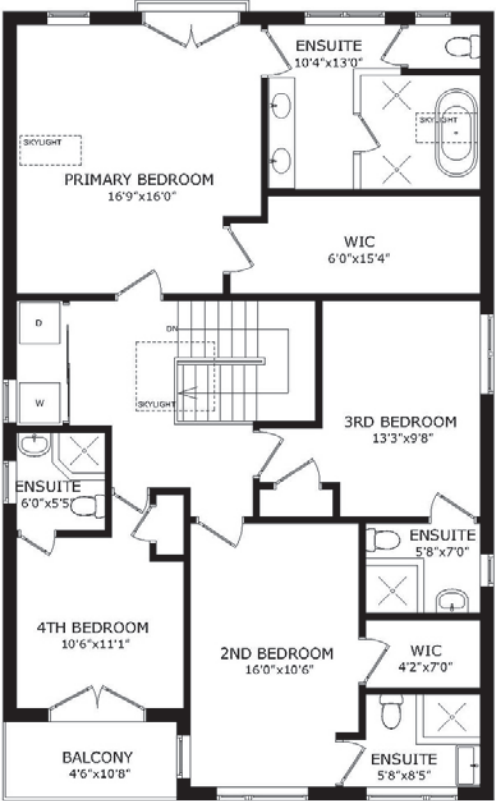 ENSUITE
10'4"x13'0"
SKYLIGHT
SKYLIGHT
PRIMARY BEDROOM
16'9"x16'0"
WIC
6'0"x15'4"
D
DN
W
SKYLIGHT
3RD BEDROOM
13'3"x9'8"
ENSUITE
6'0"x5'5"
ENSUITE
5'8"x7'0"
4TH BEDROOM
10'6"x11'1"
2ND BEDROOM
16'0"x10'6"
WIC
4'2"x7'0"
BALCONY
4'6"x10'8"
ENSUITE
5'8"x8'5"